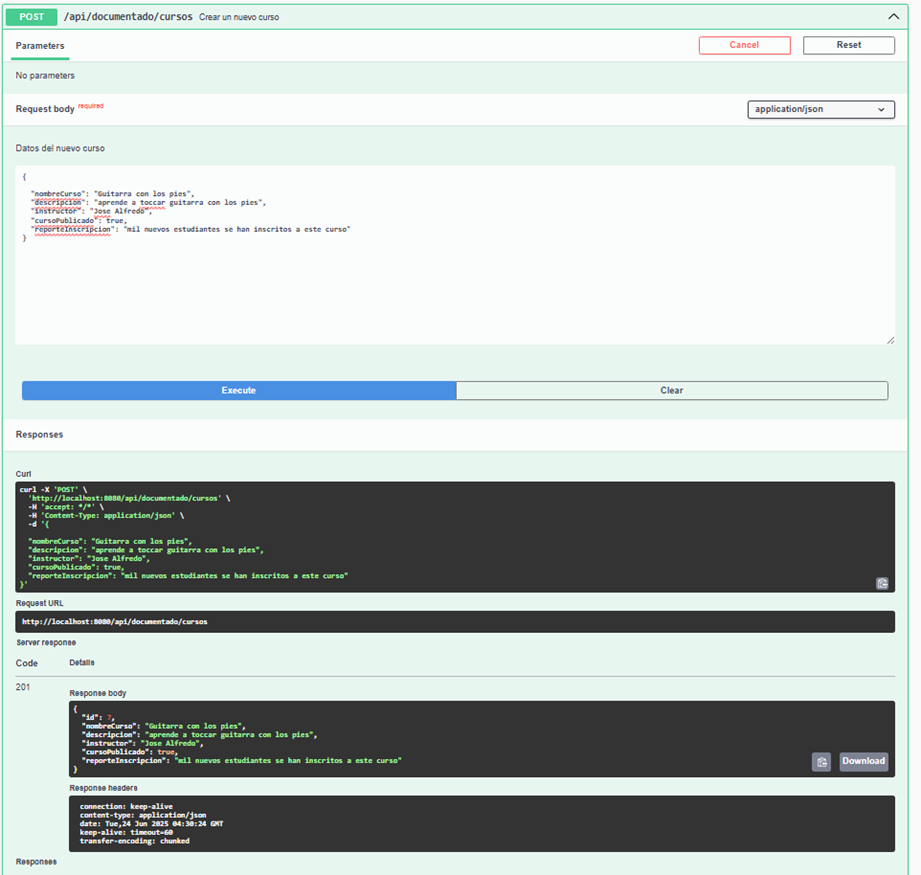 POST /api/documentado/cursos Crear un nuevo curso
Parameters
Cancel
Reset
No parameters
Request body required
application/json
Datos del nuevo curso
{
"nombreCurso": "Guitarra con los pies",
"descripcion": "aprende a toccar guitarra con los pies",
"instructor": "Jose Alfredo",
"cursoPublicado": true,
"reporteInscripcion": "mil nuevos estudiantes se han inscritos a este curso"
}
Execute
Clear
Responses
Curl
curl -X 'POST' \
'http://localhost:8080/api/documentado/cursos' \
-H 'accept: */*' \
-H 'Content-Type: application/json' \
-d '{
"nombreCurso": "Guitarra con los pies",
"descripcion": "aprende a toccar guitarra con los pies",
"instructor": "Jose Alfredo",
"cursoPublicado": true,
"reporteInscripcion": "mil nuevos estudiantes se han inscritos a este curso"
}'
Request URL
http://localhost:8080/api/documentado/cursos
Server response
Code Details
201
Response body
{
"id": 7,
"nombreCurso": "Guitarra con los pies",
"descripcion": "aprende a toccar guitarra con los pies",
"instructor": "Jose Alfredo",
"cursoPublicado": true,
"reporteInscripcion": "mil nuevos estudiantes se han inscritos a este curso"
}
Download
Response headers
connection: keep-alive
content-type: application/json
date: Tue,24 Jun 2025 04:30:24 GMT
keep-alive: timeout=60
transfer-encoding: chunked
Responses